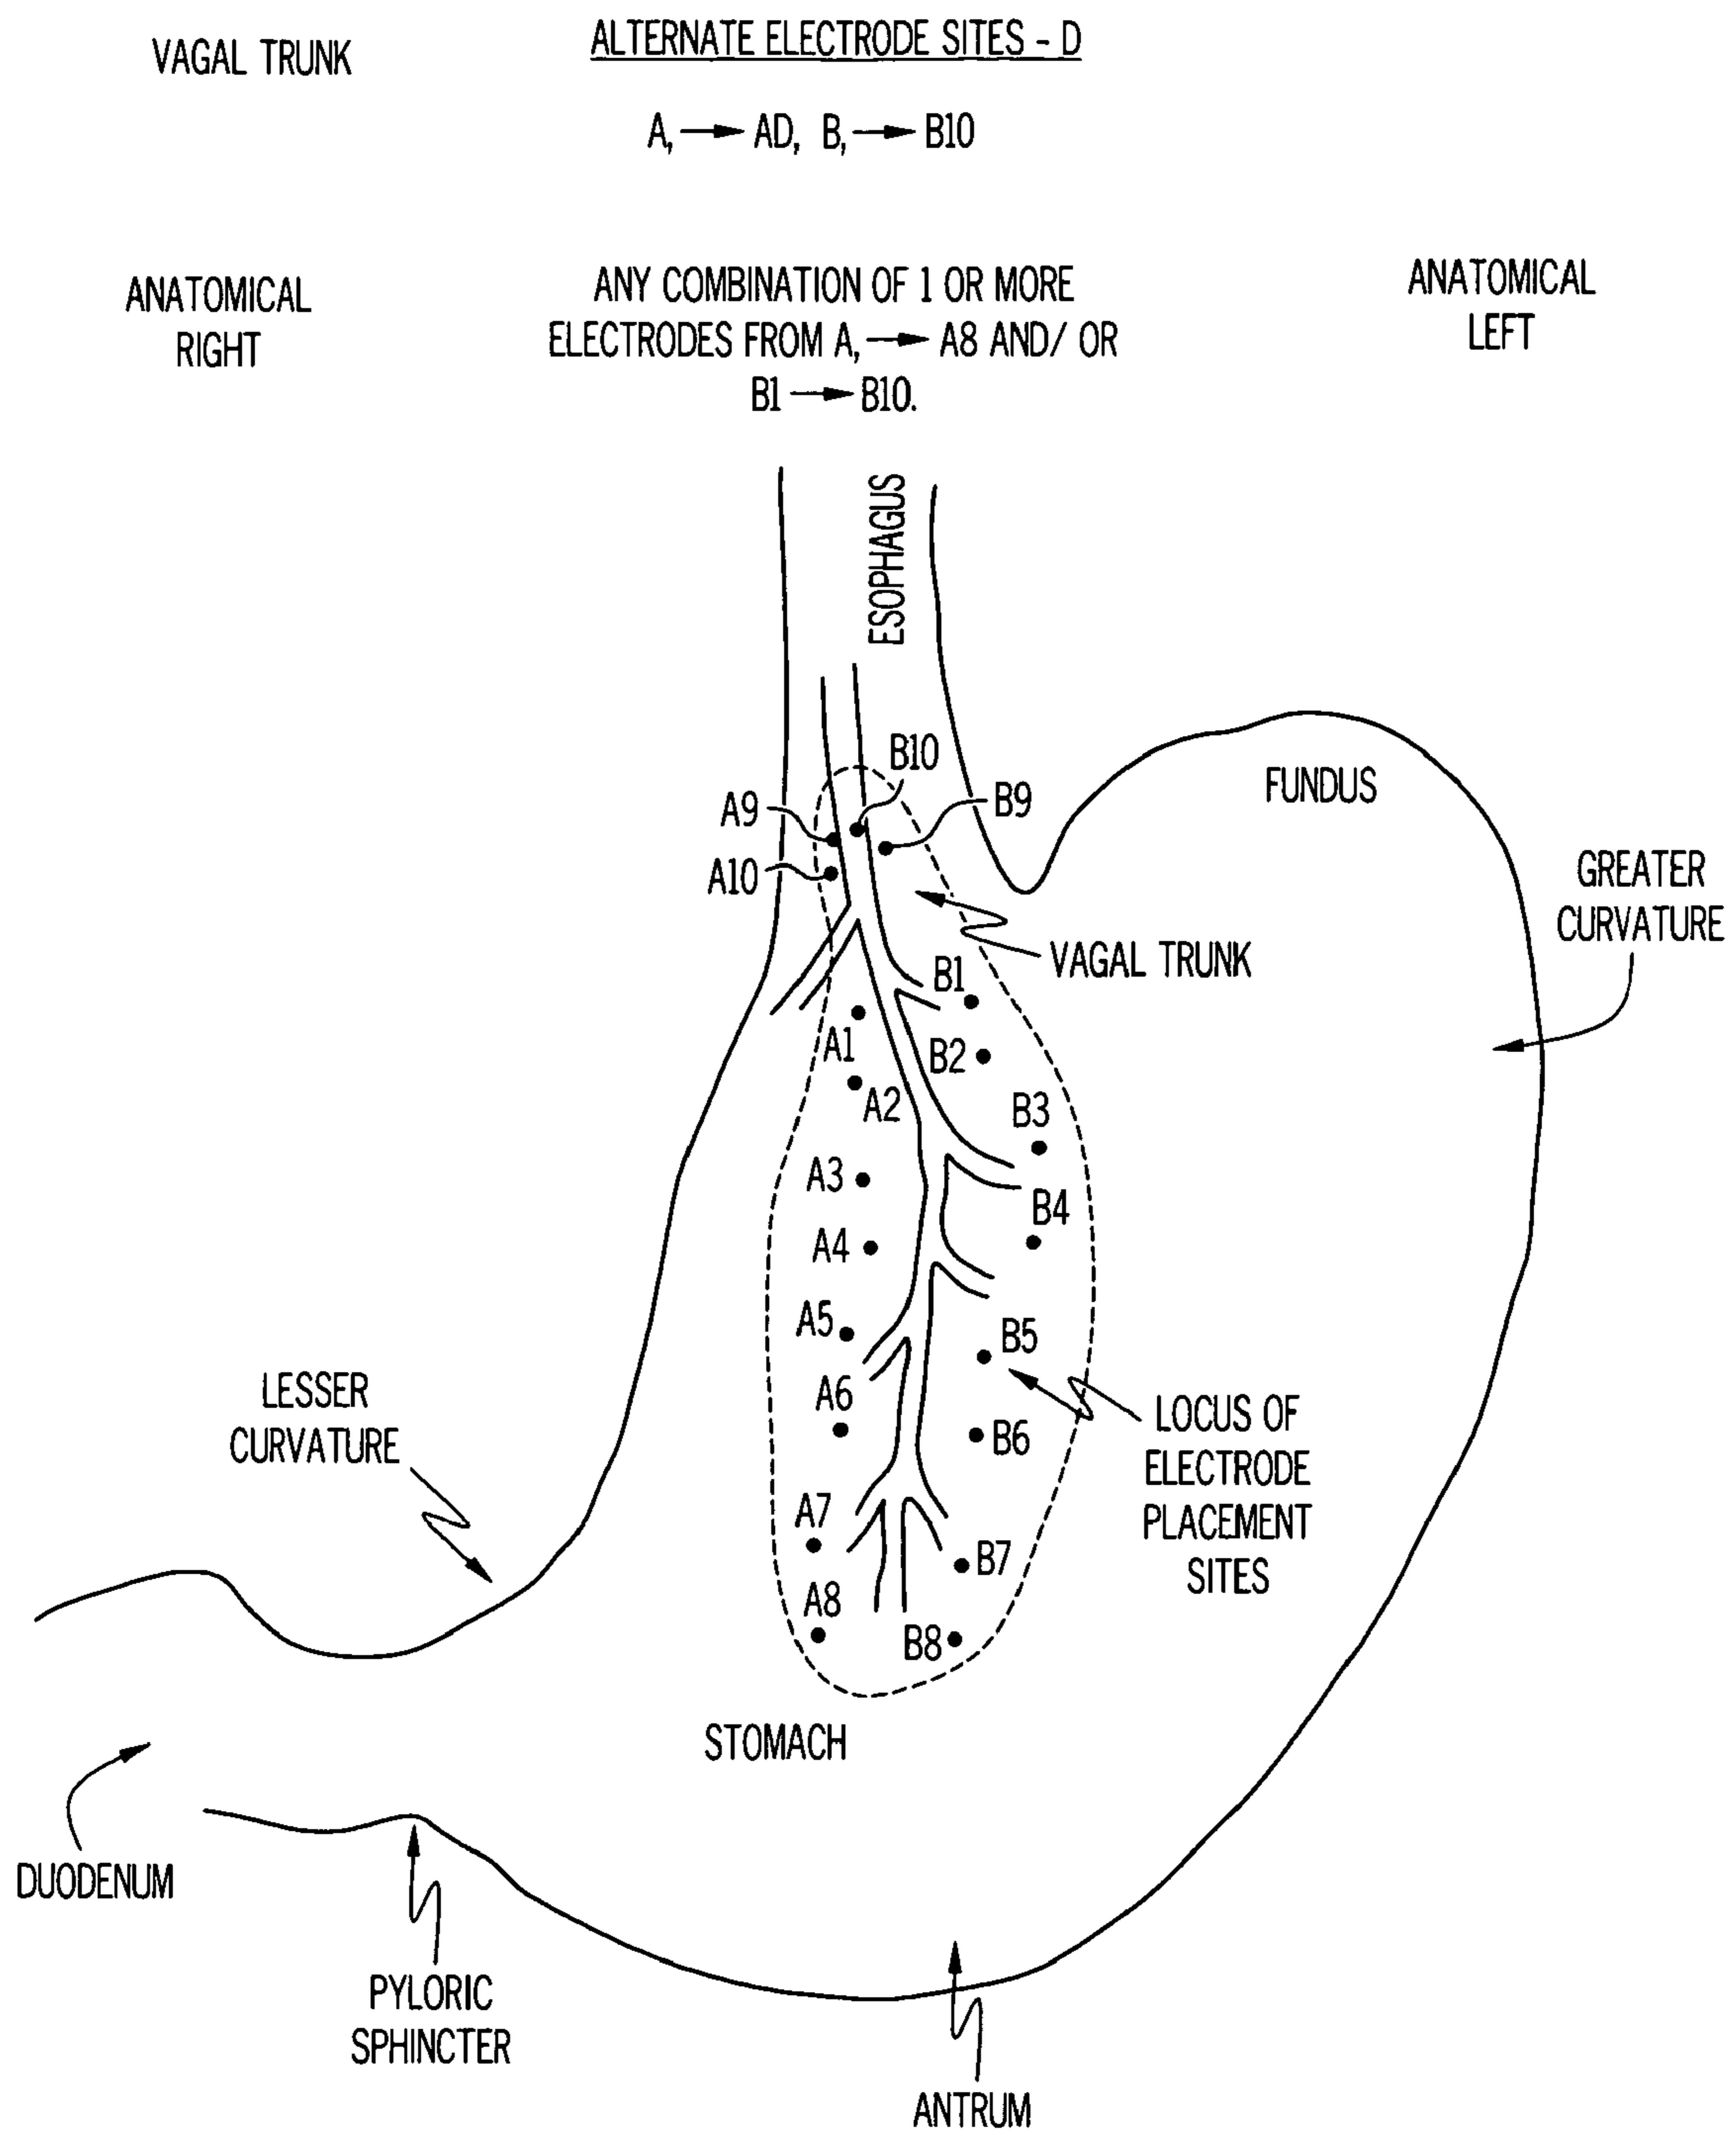 VAGAL TRUNK
ALTERNATE ELECTRODE SITES - D
A, → AD, B, → B10
ANATOMICAL
RIGHT
ANY COMBINATION OF 1 OR MORE
ELECTRODES FROM A, → A8 AND/ OR
B1 → B10.
ANATOMICAL
LEFT
ESOPHAGUS
B10
A9
B9
A10
FUNDUS
GREATER
CURVATURE
VAGAL TRUNK
B1
A1
B2
A2
B3
A3
B4
A4
A5
B5
A6
B6
LESSER
CURVATURE
LOCUS OF
ELECTRODE
PLACEMENT
SITES
A7
B7
A8
B8
STOMACH
DUODENUM
PYLORIC
SPHINCTER
ANTRUM